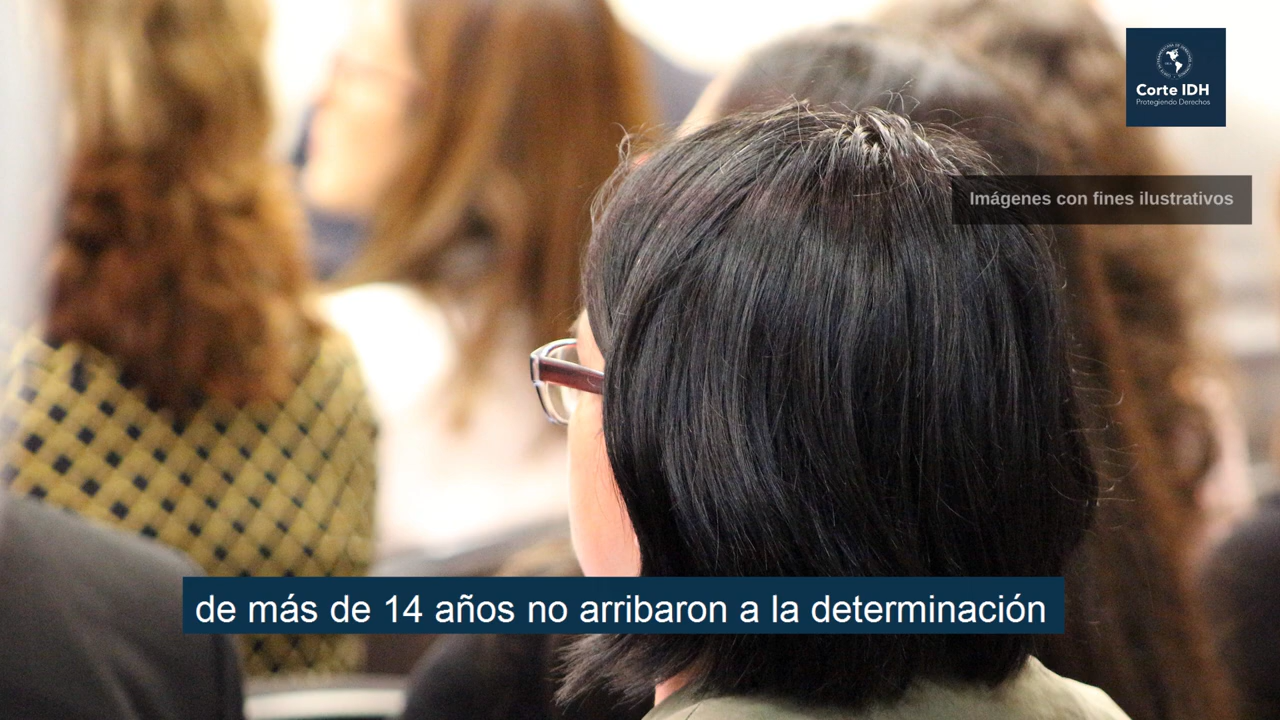 Corte IDH
Protegiendo Derechos
Imágenes con fines ilustrativos
de más de 14 años no arribaron a la determinación